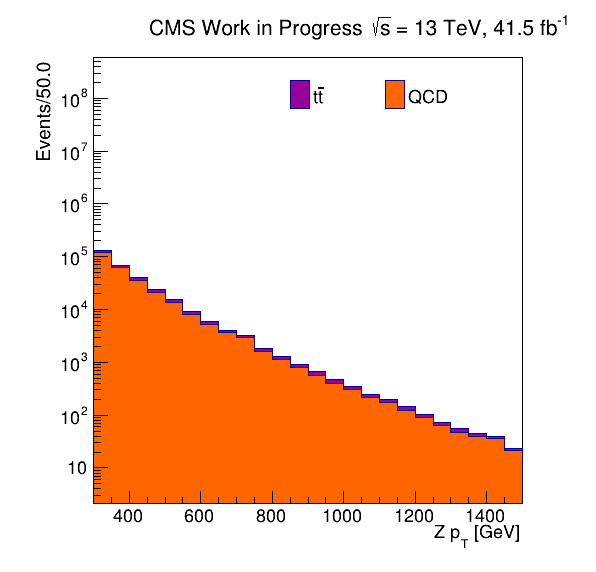 CMS Work in Progress √s = 13 TeV, 41.5 fb⁻¹
Events/50.0
tt̄
QCD
10⁸
10⁷
10⁶
10⁵
10⁴
10³
10²
10
400 600 800 1000 1200 1400
Z p_T [GeV]